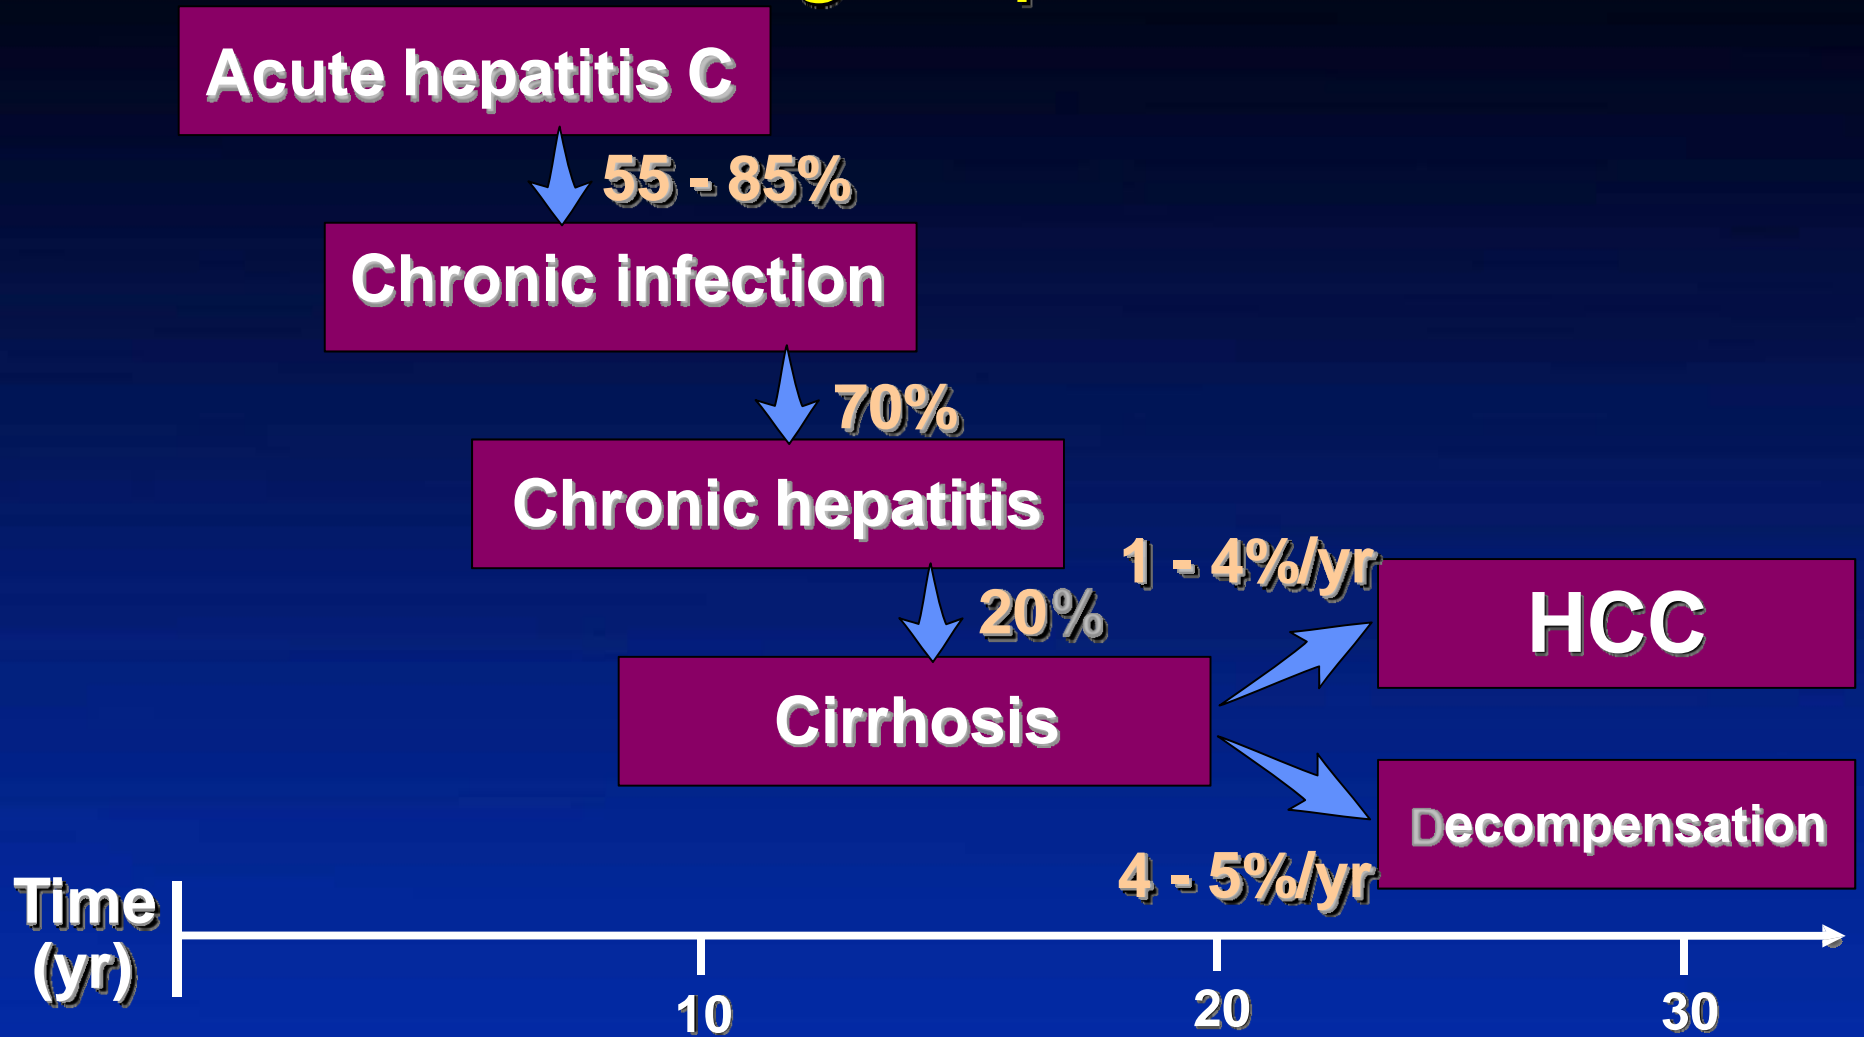 Acute hepatitis C
55 - 85%
Chronic infection
70%
Chronic hepatitis
1 - 4%/yr
HCC
20%
Cirrhosis
Decompensation
4 - 5%/yr
Time
(yr)
10
20
30